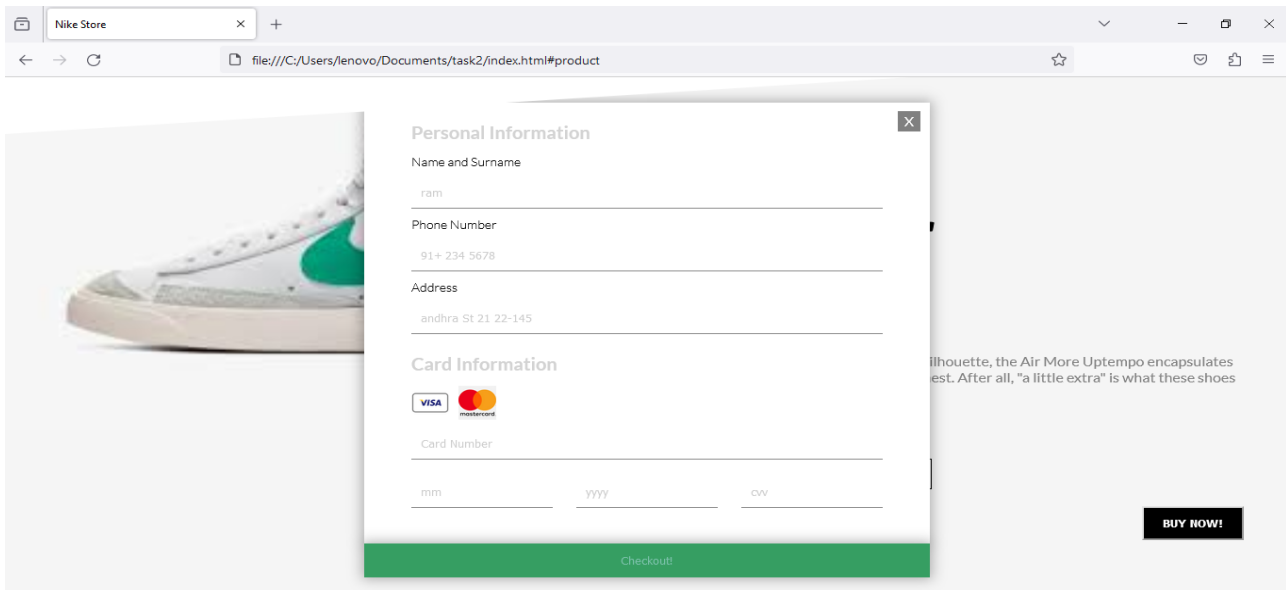 Nike Store
file:///C:/Users/lenovo/Documents/task2/index.html#product
X
Personal Information
Name and Surname
ram
Phone Number
91+ 234 5678
Address
andhra St 21 22-145
Card Information
VISA
mastercard
Card Number
mm yyyy cvv
Checkout!
the Air More Uptempo encapsulates
After all, "a little extra" is what these shoes
BUY NOW!